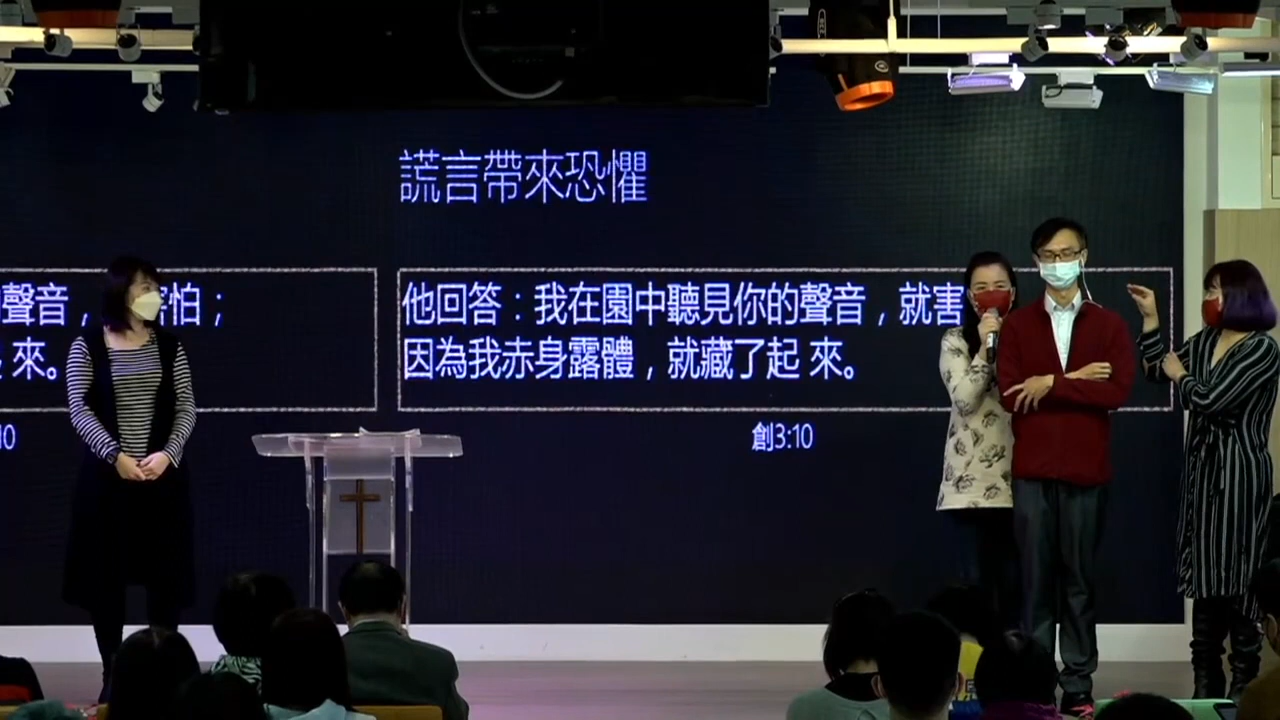 謊言帶來恐懼
聲音，害怕；
來。
他回答：我在園中聽見你的聲音，就害
因為我赤身露體，就藏了起 來。
創3:10